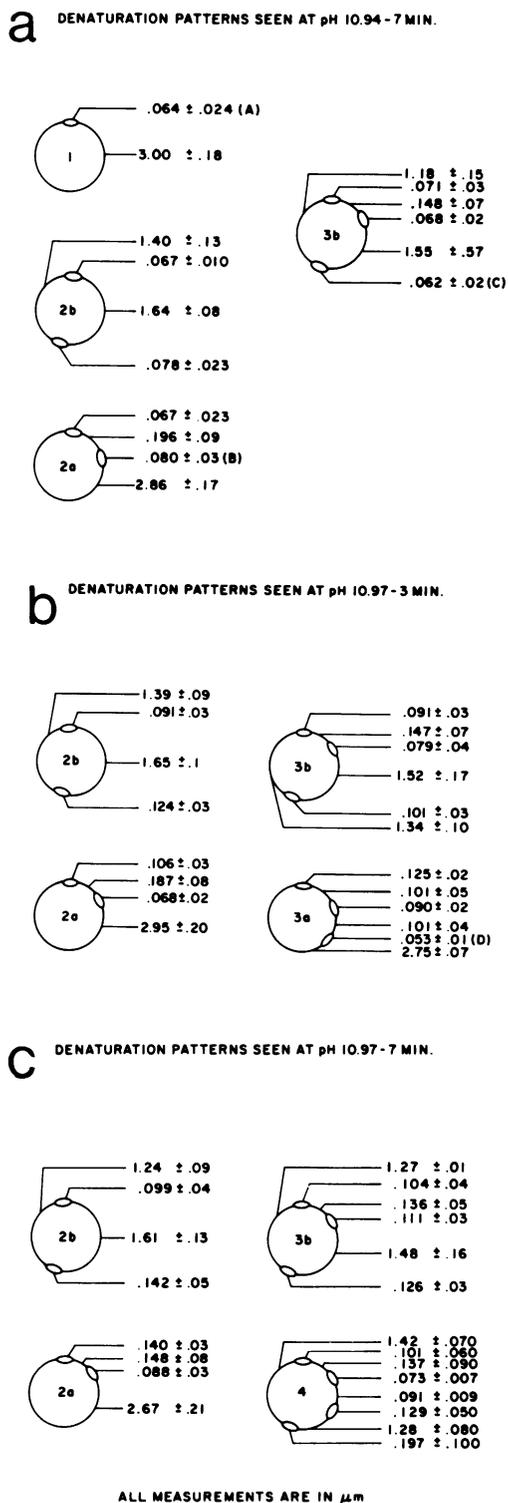 a DENATURATION PATTERNS SEEN AT pH 10.94-7 MIN.
.064 ± .024 (A)
1
3.00 ± .18
1.40 ± .13
.067 ± .010
2b
1.64 ± .08
.078 ± .023
.067 ± .023
.196 ± .09
2a
.080 ± .03 (B)
2.86 ± .17
1.18 ± .15
.071 ± .03
.148 ± .07
.068 ± .02
3b
1.55 ± .57
.062 ± .02 (C)
b DENATURATION PATTERNS SEEN AT pH 10.97-3 MIN.
1.39 ± .09
.091 ± .03
2b
1.65 ± .1
.124 ± .03
.106 ± .03
.187 ± .08
.068 ± .02
2a
2.95 ± .20
.091 ± .03
.147 ± .07
.079 ± .04
3b
1.52 ± .17
.101 ± .03
1.34 ± .10
.125 ± .02
.101 ± .05
.090 ± .02
3a
.101 ± .04
.053 ± .01 (D)
2.75 ± .07
c DENATURATION PATTERNS SEEN AT pH 10.97-7 MIN.
1.24 ± .09
.099 ± .04
2b
1.61 ± .13
.142 ± .05
.140 ± .03
.148 ± .08
.088 ± .03
2a
2.67 ± .21
1.27 ± .01
.104 ± .04
.136 ± .05
.111 ± .03
3b
1.48 ± .16
.126 ± .03
1.42 ± .070
.101 ± .060
.137 ± .090
.073 ± .007
4
.091 ± .009
.129 ± .050
1.28 ± .080
.197 ± .100
ALL MEASUREMENTS ARE IN μm